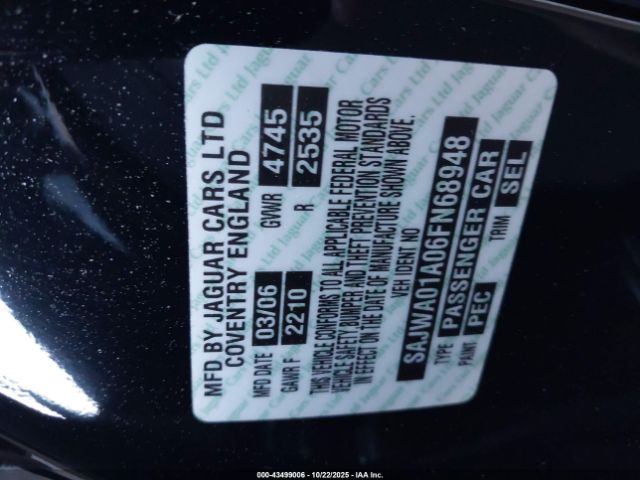 MFD BY JAGUAR CARS LTD
COVENTRY ENGLAND
MFD DATE 03/06 GVWR 4745
GAWR F 2210 R 2535
THIS VEHICLE CONFORMS TO ALL APPLICABLE FEDERAL MOTOR
VEHICLE SAFETY, BUMPER AND THEFT PREVENTION STANDARDS
IN EFFECT ON THE DATE OF MANUFACTURE SHOWN ABOVE.
VEH IDENT NO
SAJWA01A06FN68948
TYPE PASSENGER CAR
PAINT PEC TRIM SEL
000-43499006 - 10/22/2025 - IAA Inc.